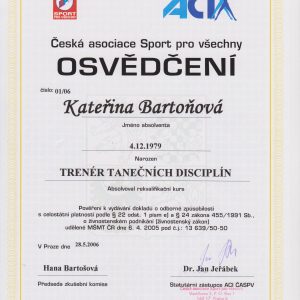 SPORT
ACIX
Česká asociace Sport pro všechny
OSVĚDČENÍ
číslo: 01/06
Kateřina Bartoňová
Jméno absolventa
4.12.1979
Narozen
TRENÉR TANEČNÍCH DISCIPLÍN
Absolvoval rekvalifikační kurs
Pověření k vydávání dokladu o odborné způsobilosti
s celostátní platností podle § 22 odst. 1 písm e) a § 24 zákona 455/1991 Sb.,
o živnostenském podnikání (živnostenský zákon),
udělené MŠMT ČR dne 6. 4. 2005 pod č.j.: 13 639/50-50
V Praze dne 28.5.2006
Hana Bartošová
Dr. Jan Jeřábek
Předseda zkušební komise
Statutární zástupce ACI ČASPV